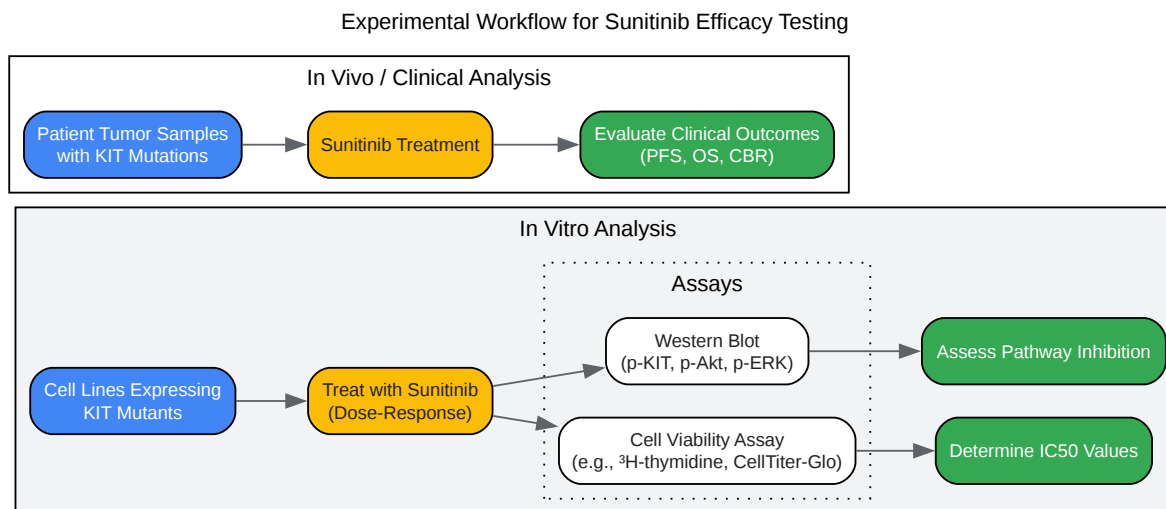 Experimental Workflow for Sunitinib Efficacy Testing
In Vivo / Clinical Analysis
Patient Tumor Samples
with KIT Mutations
Sunitinib Treatment
Evaluate Clinical Outcomes
(PFS, OS, CBR)
In Vitro Analysis
Assays
Cell Lines Expressing
KIT Mutants
Treat with Sunitinib
(Dose-Response)
Western Blot
(p-KIT, p-Akt, p-ERK)
Assess Pathway Inhibition
Cell Viability Assay
(e.g., ³H-thymidine, CellTiter-Glo)
Determine IC50 Values